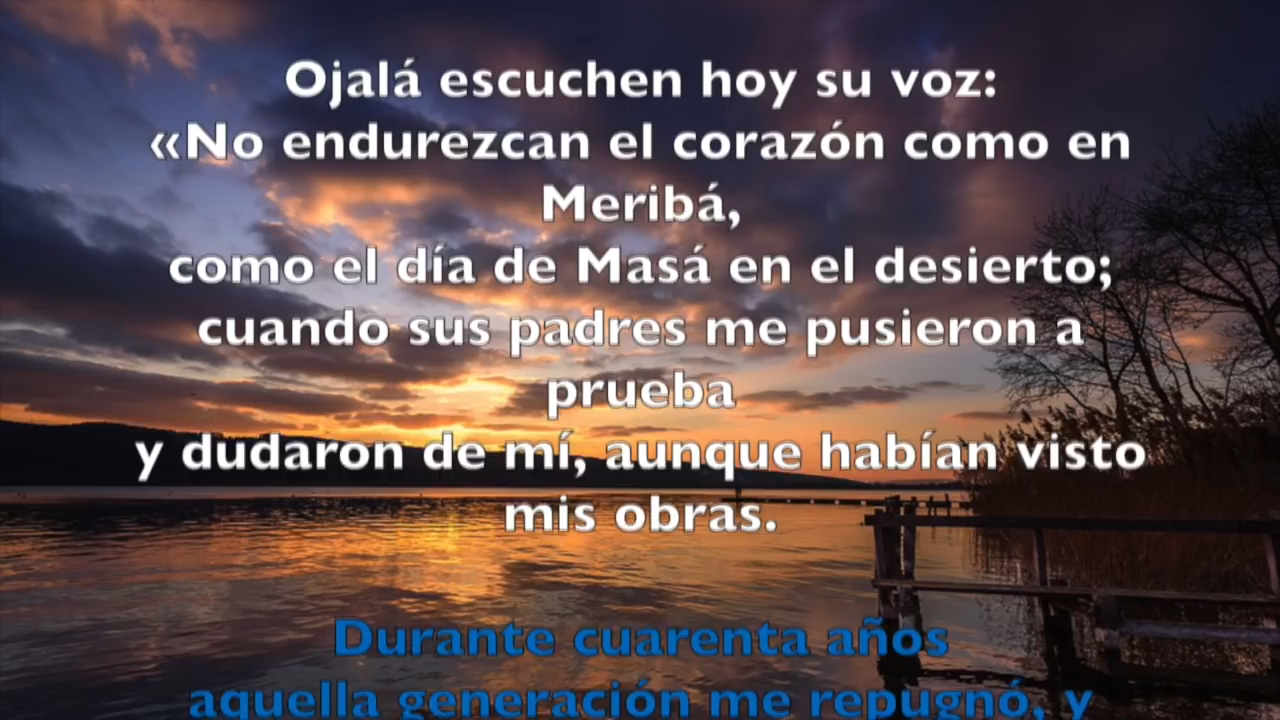 Ojalá escuchen hoy su voz:
«No endurezcan el corazón como en
Meribá,
como el día de Masá en el desierto;
cuando sus padres me pusieron a
prueba
y dudaron de mí, aunque habían visto
mis obras.
Durante cuarenta años
aquella generación me repugnó, y